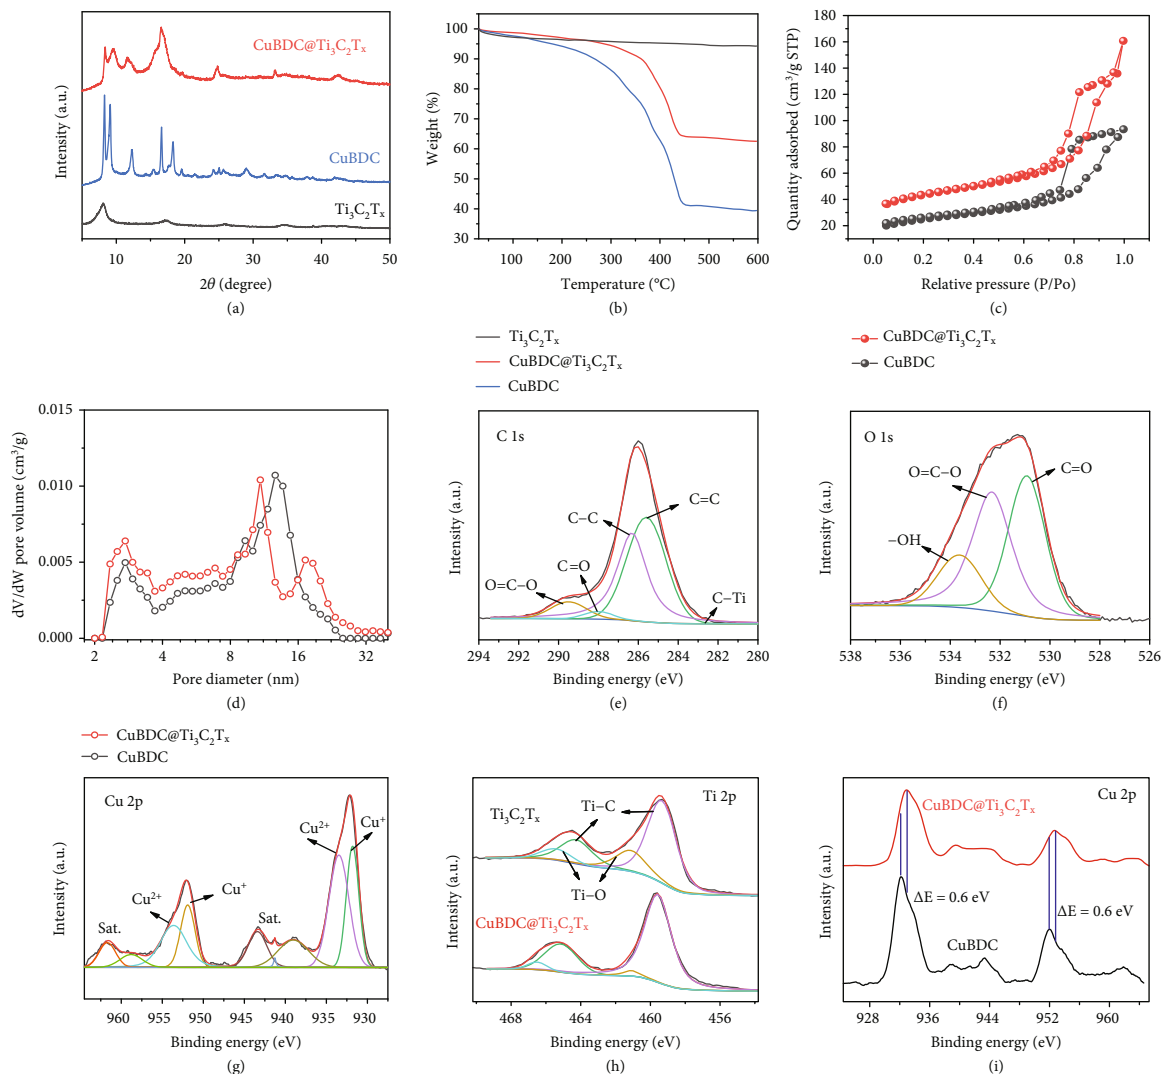 CuBDC@Ti3C2Tx
CuBDC
Ti3C2Tx
Intensity (a.u.)
10 20 30 40 50
2θ (degree)
(a)
100
90
80
70
60
50
40
30
Weight (%)
100 200 300 400 500 600
Temperature (°C)
(b)
Ti3C2Tx
CuBDC@Ti3C2Tx
CuBDC
180
160
140
120
100
80
60
40
20
Quantity adsorbed (cm3/g STP)
0.0 0.2 0.4 0.6 0.8 1.0
Relative pressure (P/Po)
(c)
CuBDC@Ti3C2Tx
CuBDC
0.015
0.010
0.005
0.000
dV/dW pore volume (cm3/g)
2 4 8 16 32
Pore diameter (nm)
(d)
CuBDC@Ti3C2Tx
CuBDC
C 1s
C=C
C–C
C=O
O=C–O
C–Ti
Intensity (a.u.)
294 292 290 288 286 284 282 280
Binding energy (eV)
(e)
O 1s
O=C–O
C=O
–OH
Intensity (a.u.)
538 536 534 532 530 528 526
Binding energy (eV)
(f)
Cu 2p
Cu2+
Cu+
Cu2+
Cu+
Sat.
Sat.
Intensity (a.u.)
960 955 950 945 940 935 930
Binding energy (eV)
(g)
Ti 2p
Ti3C2Tx
Ti–C
Ti–O
CuBDC@Ti3C2Tx
Intensity (a.u.)
468 464 460 456
Binding energy (eV)
(h)
Cu 2p
CuBDC@Ti3C2Tx
ΔE = 0.6 eV
ΔE = 0.6 eV
CuBDC
Intensity (a.u.)
928 936 944 952 960
Binding energy (eV)
(i)